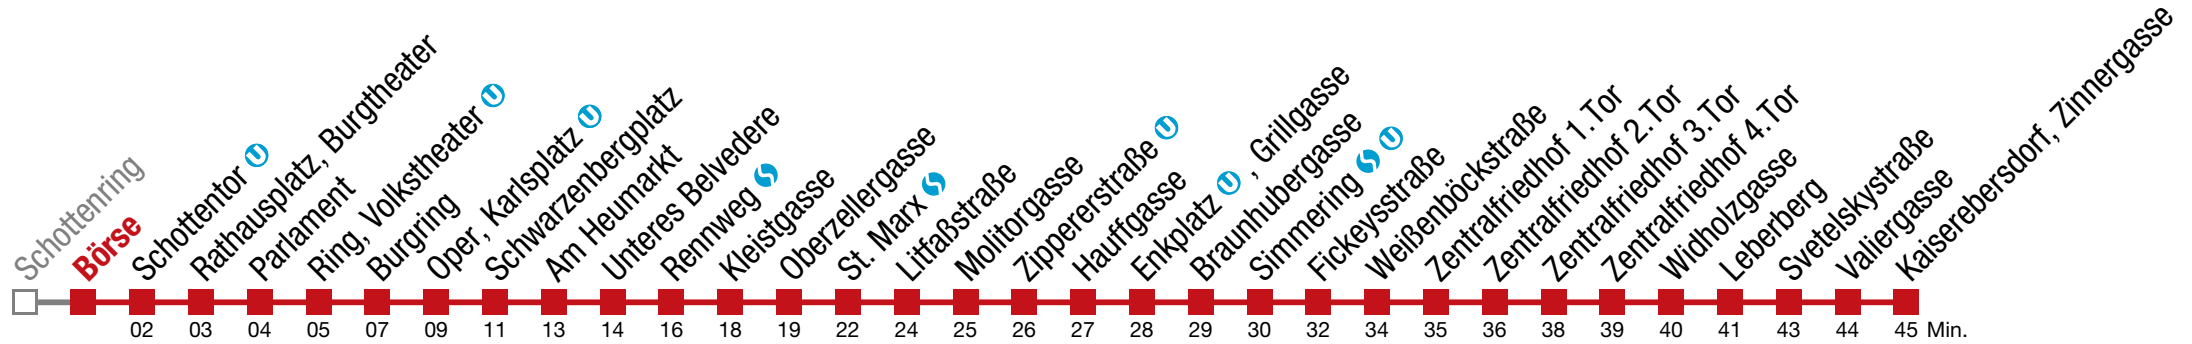 Schottenring
Börse
Schottentor U
Rathausplatz, Burgtheater
Parlament
Ring, Volkstheater U
Burgring
Oper, Karlsplatz U
Schwarzenbergplatz
Am Heumarkt
Unteres Belvedere
Rennweg
Kleistgasse
Oberzellergasse
St. Marx
Litfaßstraße
Molitorgasse
Zippererstraße U
Hauffgasse
Enkplatz U, Grillgasse
Braunhubergasse
Simmering U
Fickeysstraße
Weißenböckstraße
Zentralfriedhof 1.Tor
Zentralfriedhof 2.Tor
Zentralfriedhof 3.Tor
Zentralfriedhof 4.Tor
Widholzgasse
Leberberg
Svetelskystraße
Valiergasse
Kaiserebersdorf, Zinnergasse
02 03 04 05 07 09 11 13 14 16 18 19 22 24 25 26 27 28 29 30 32 34 35 36 38 39 40 41 43 44 45 Min.